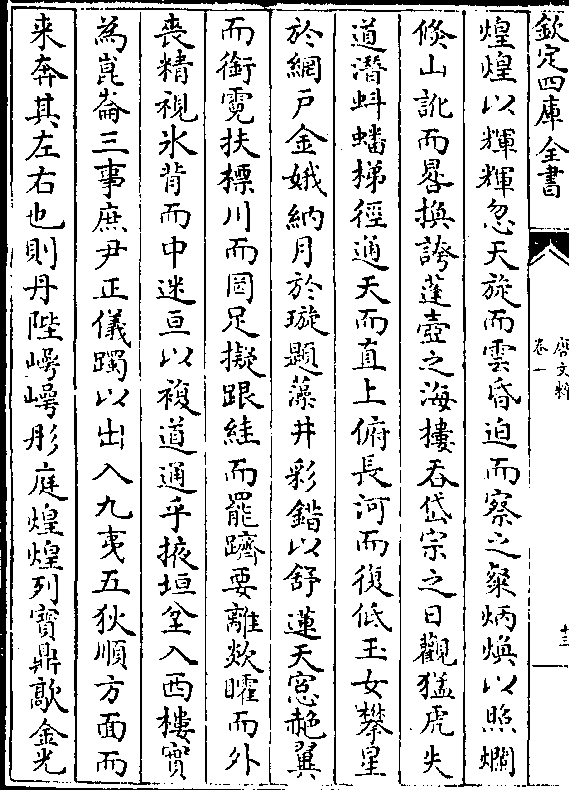 欽定四庫全書
唐文粹
卷一
十三
煌煌以輝輝忽天旋而雲昏迫而察之粲炳煥以照爛
倐山訛而晷換誇蓬壺之海樓吞岱宗之日觀猛虎失
道潛蚪蟠梯徑通天而直上俯長河而復低玉女攀星
於網戶金娥納月於璇題藻井彩錯以舒蓮天窓赩翼
而銜霓扶標川而罔足擬跟絓而罷躋要離歘矐而外
喪精視氷背而中迷亘以複道通乎掖垣坌入西樓實
為崑崙三事庶尹正儀躅以出入九夷五狄順方面而
来奔其左右也則丹陛崿崿彤庭煌煌列寶鼎歊金光